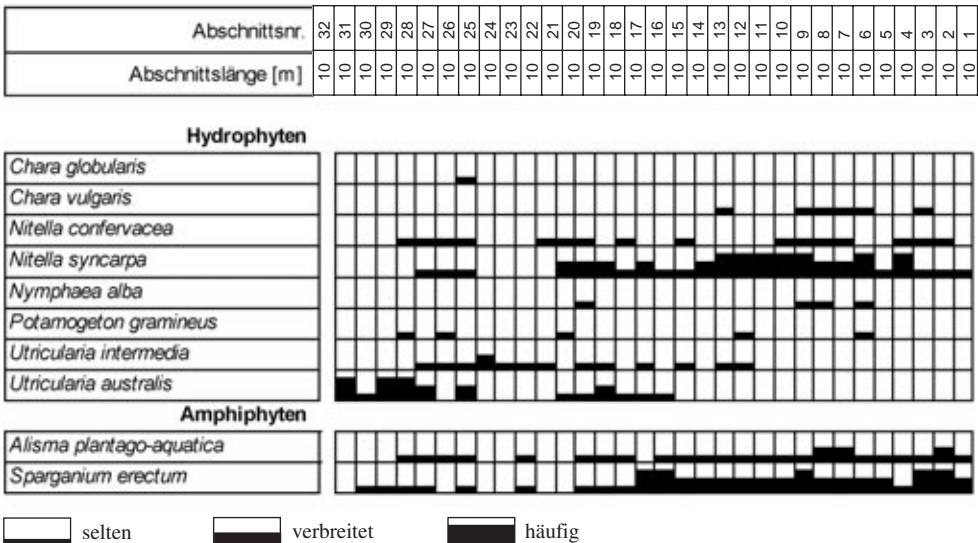 Abschnittsnr. 32 31 30 29 28 27 26 25 24 23 22 21 20 19 18 17 16 15 14 13 12 11 10 9 8 7 6 5 4 3 2 1
Abschnittslänge [m] 10 10 10 10 10 10 10 10 10 10 10 10 10 10 10 10 10 10 10 10 10 10 10 10 10 10 10 10 10 10 10 10
Hydrophyten
Chara globularis
Chara vulgaris
Nitella confervacea
Nitella syncarpa
Nymphaea alba
Potamogeton gramineus
Utricularia intermedia
Utricularia australis
Amphiphyten
Alisma plantago-aquatica
Sparganium erectum
selten verbreitet häufig